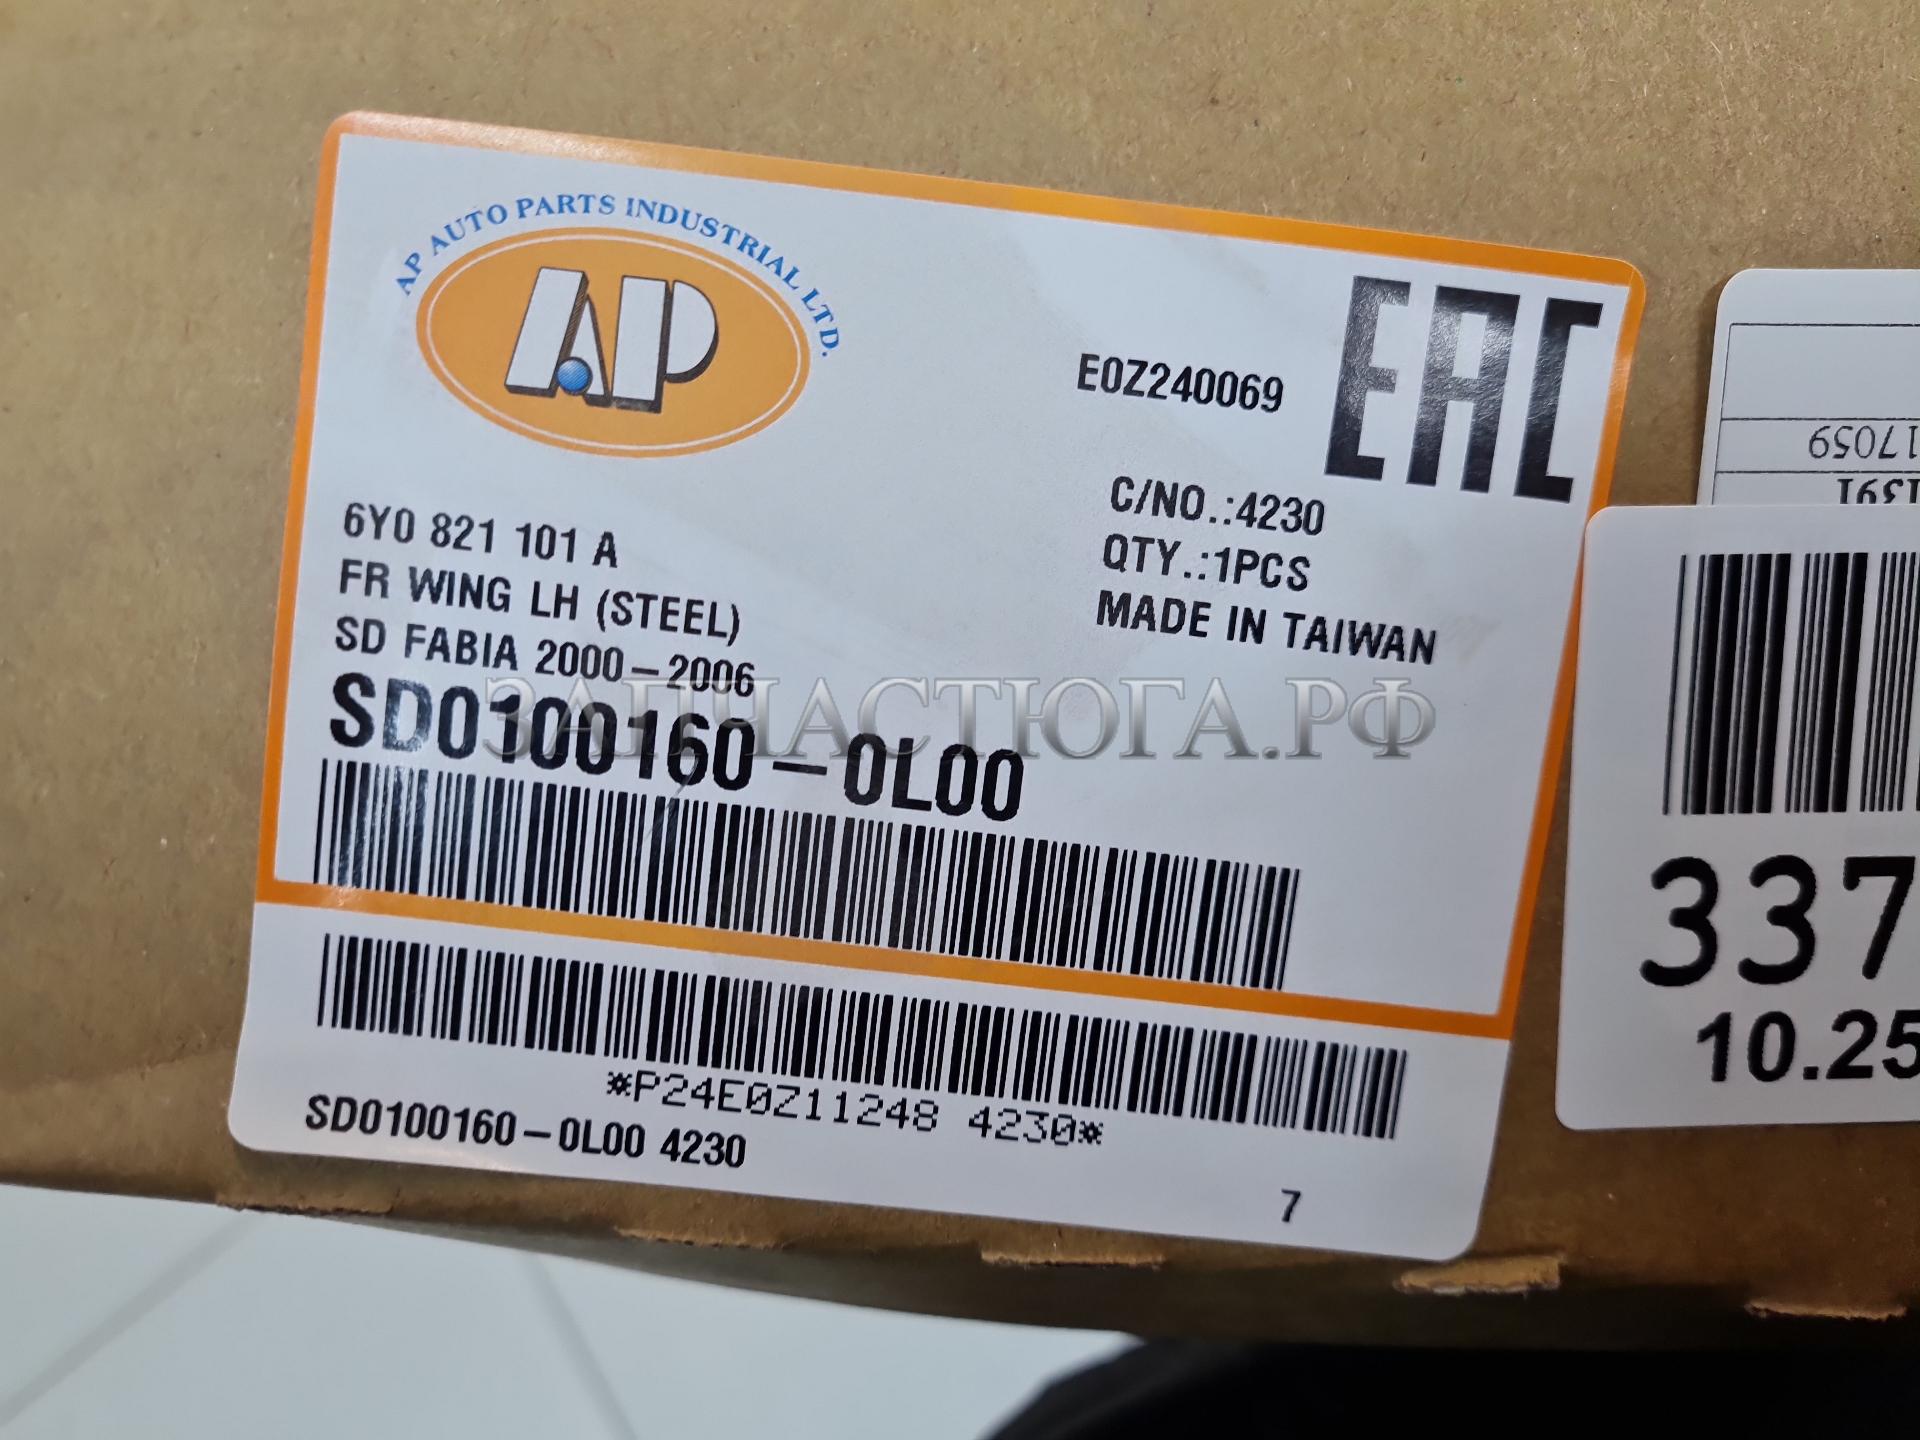 AP AUTO PARTS INDUSTRIAL LTD.
AP
EAC
E0Z240069
C/NO.:4230
QTY.:1PCS
MADE IN TAIWAN
6Y0 821 101 A
FR WING LH (STEEL)
SD FABIA 2000-2006
SD0100160-0L00
ЗАПЧАСТЮГА.РФ
*P24E0Z11248 4230*
SD0100160-0L00 4230
7
17059
1391
337
10.25